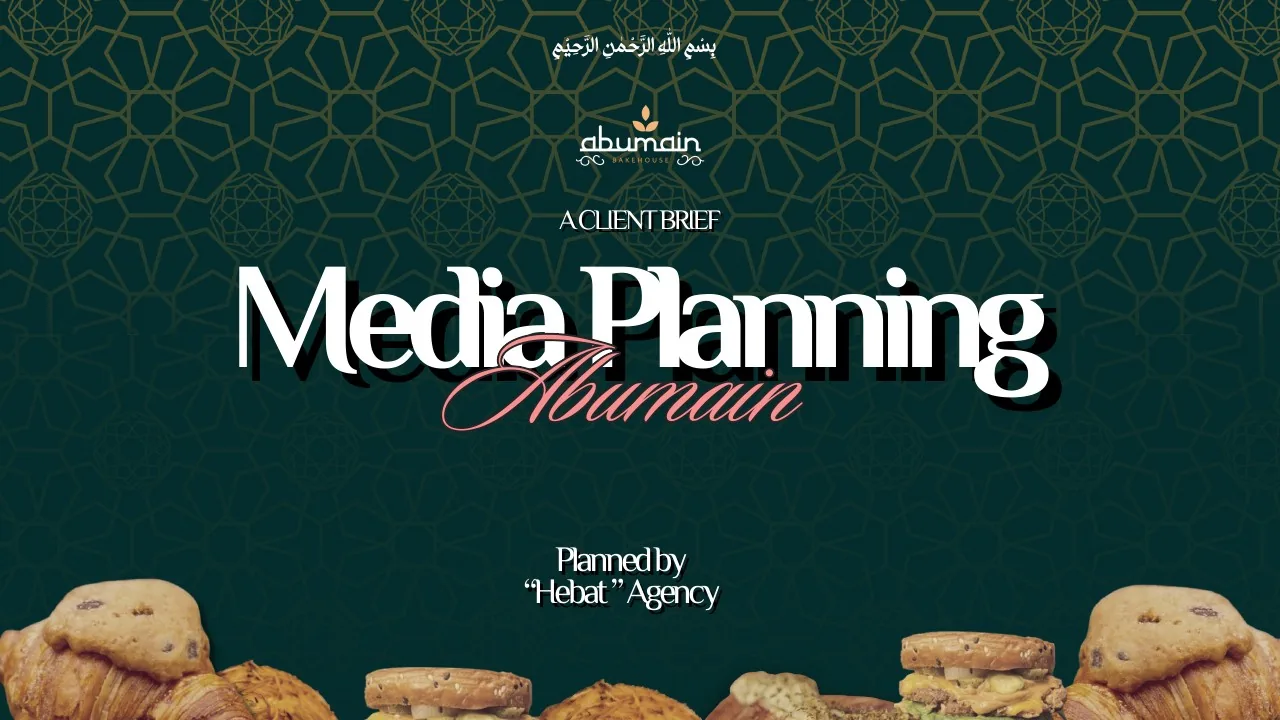 بِسْمِ اللَّهِ الرَّحْمٰنِ الرَّحِيْمِ
abumain
BAKEHOUSE
A CLIENT BRIEF
Media Planning
Abumain
Planned by
“Hebat ” Agency